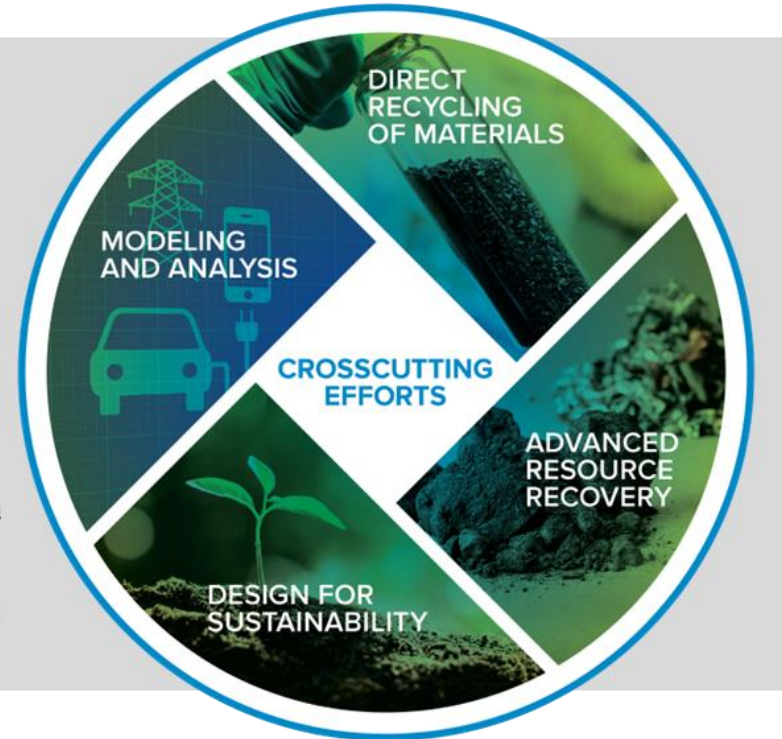 DIRECT
RECYCLING
OF MATERIALS
MODELING
AND ANALYSIS
CROSSCUTTING
EFFORTS
ADVANCED
RESOURCE
RECOVERY
DESIGN FOR
SUSTAINABILITY